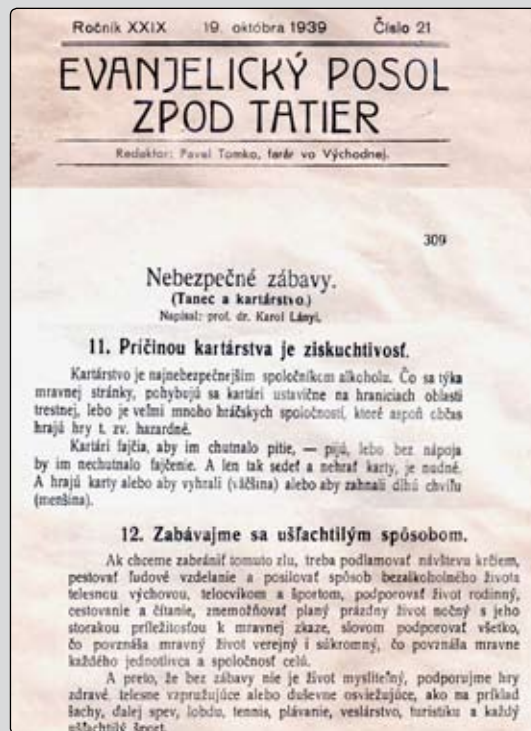 Ročník XXIX 19. októbra 1939 Číslo 21
EVANJELICKÝ POSOL
ZPOD TATIER
Redaktor: Pavel Tomko, farár vo Východnej.
309
Nebezpečné zábavy.
(Tanec a kartárstvo.)
Napísal: prof. dr. Karol Lányi.
11. Príčinou kartárstva je ziskuchtivosť.
Kartárstvo je najnebezpečnejším spoločníkom alkoholu. Čo sa týka
mravnej stránky, pohybujú sa kartári ustavične na hraniciach oblasti
trestnej, lebo je veľmi mnoho hráčskych spoločností, ktoré aspoň občas
hrajú hry t. zv. hazardné.
Kartári fajčia, aby im chutnalo pitie, — pijú, lebo bez nápoja
by im nechutnalo fajčenie. A len tak sedeť a nehrať karty, je nudné.
A hrajú karty alebo aby vyhrali (väčšina) alebo aby zahnali dlhú chvíľu
(menšina).
12. Zabávajme sa ušľachtilým spôsobom.
Ak chceme zabrániť tomuto zlu, treba podlamovať návštevu krčiem,
pestovať ľudové vzdelanie a posilovať spôsob bezalkoholného života
telesnou výchovou, telocvikom a športom, podporovať život rodinný,
cestovanie a čítanie, znemožňovať planý prázdny život nočný s jeho
storakou príležitosťou k mravnej zkaze, slovom podporovať všetko,
čo povznáša mravný život verejný i súkromný, čo povznáša mravne
každého jednotlivca a spoločnosť celú.
A preto, že bez zábavy nie je život mysliteľný, podporujme hry
zdravé, telesne vzpružujúce alebo duševne osviežujúce, ako na príklad
šachy, ďalej spev, lobdu, tennis, plávanie, veslárstvo, turistiku a každý
ušľachtilý šport.